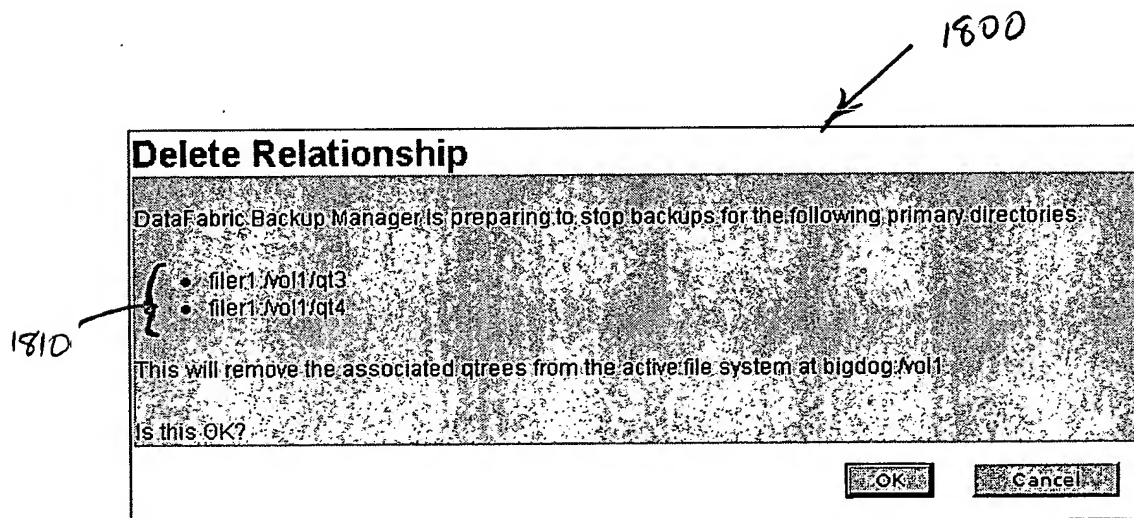 1800
Delete Relationship
DataFabric Backup Manager is preparing to stop backups for the following primary directories.
• filer1:/vol1/qt3
• filer1:/vol1/qt4
1810
This will remove the associated qtrees from the active file system at bigdog:/vol1
Is this OK?
OK Cancel